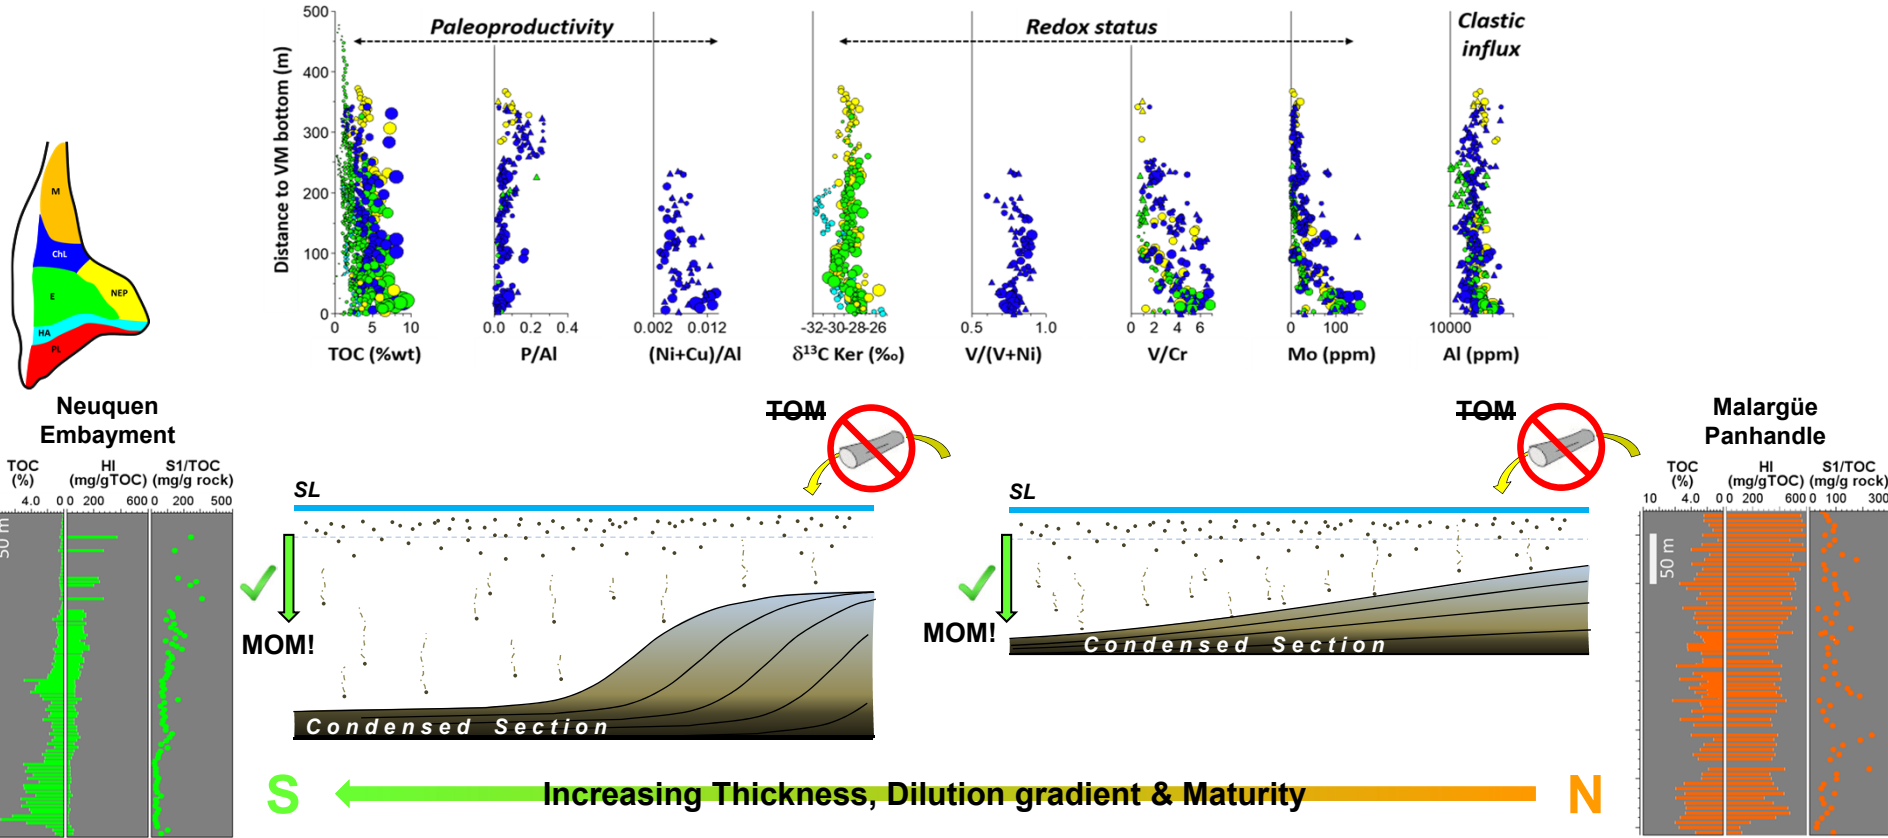 Paleoproductivity
Redox status
Clastic
influx
Distance to VM bottom (m)
500
400
300
200
100
0
0 5 10
0.0 0.2 0.4
0.002 0.012
-32-30-28-26
0.5 1.0
0 2 4 6
0 100
10000
TOC (%wt)
P/Al
(Ni+Cu)/Al
δ¹³C Ker (‰)
V/(V+Ni)
V/Cr
Mo (ppm)
Al (ppm)
M
ChL
E
NEP
HA
PL
Neuquen
Embayment
TOC
(%)
HI
(mg/gTOC)
S1/TOC
(mg/g rock)
4.0 0
0 200 600
0 200 500
50 m
TOM
SL
MOM!
Condensed Section
TOM
SL
MOM!
Condensed Section
Malargüe
Panhandle
TOC
(%)
HI
(mg/gTOC)
S1/TOC
(mg/g rock)
10 4.0 0
0 200 600
0 100 300
50 m
S
Increasing Thickness, Dilution gradient & Maturity
N